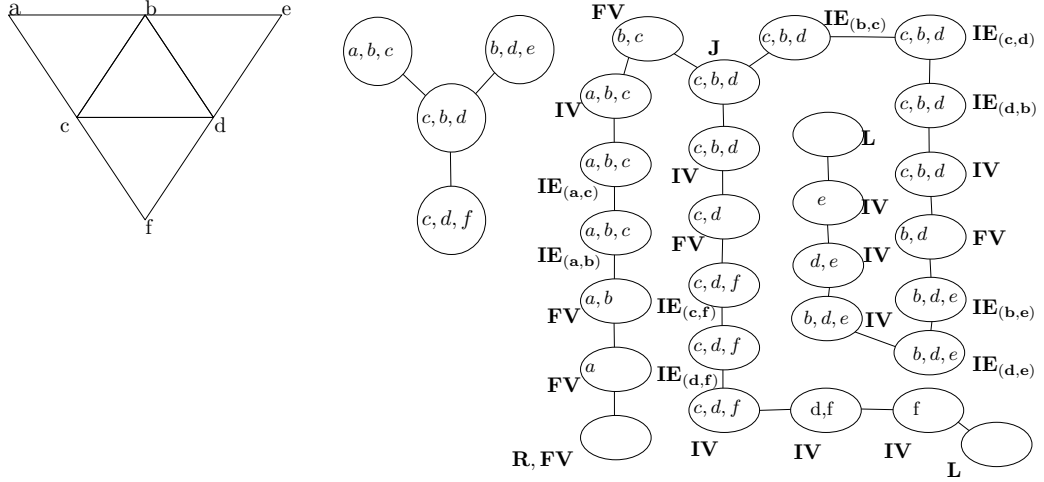 a
b
e
c
d
f
a, b, c
b, d, e
c, b, d
c, d, f
FV
b, c
J
c, b, d
c, b, d
IE(b,c)
c, b, d
IE(c,d)
a, b, c
IV
c, b, d
IE(d,b)
a, b, c
IE(a,c)
c, b, d
IV
L
c, b, d
IV
a, b, c
IE(a,b)
c, d
FV
e
IV
b, d
FV
a, b
FV
c, d, f
IE(c,f)
d, e
IV
b, d, e
IE(b,e)
a
FV
c, d, f
IE(d,f)
b, d, e
IV
b, d, e
IE(d,e)
R, FV
c, d, f
IV
d,f
IV
f
IV
L